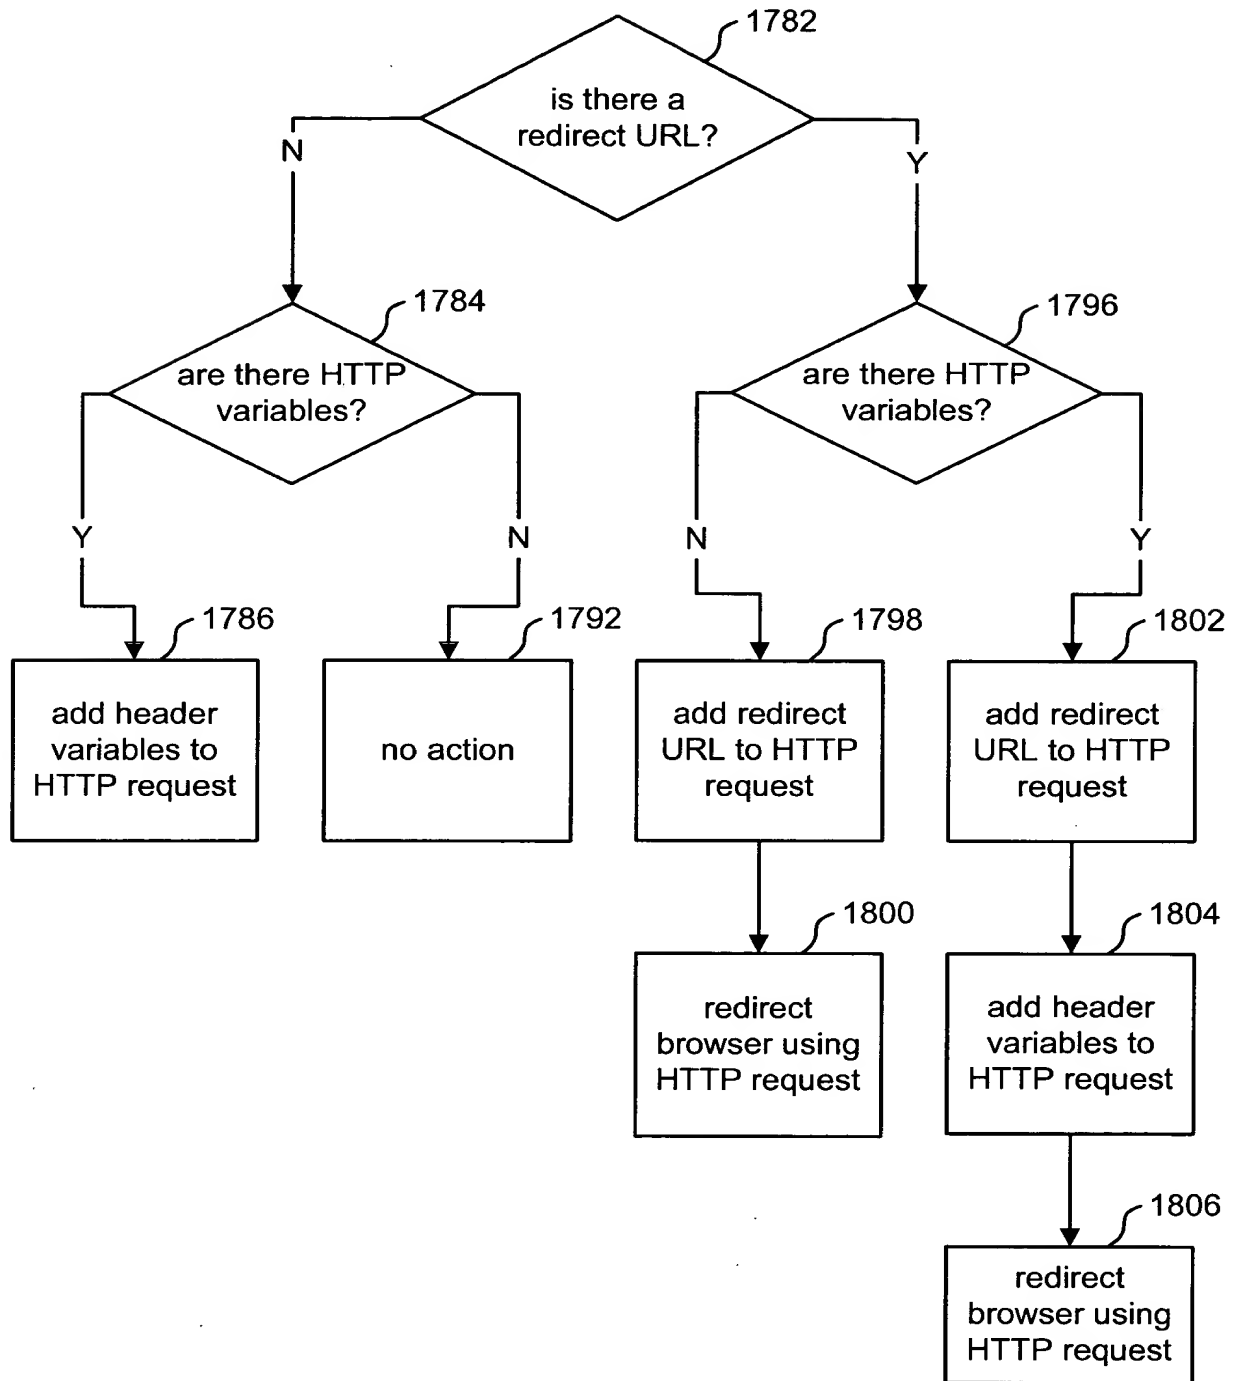 1782
is there a
redirect URL?
N
Y
1784
are there HTTP
variables?
1796
are there HTTP
variables?
Y
N
N
Y
1786
add header
variables to
HTTP request
1792
no action
1798
add redirect
URL to HTTP
request
1802
add redirect
URL to HTTP
request
1800
redirect
browser using
HTTP request
1804
add header
variables to
HTTP request
1806
redirect
browser using
HTTP request